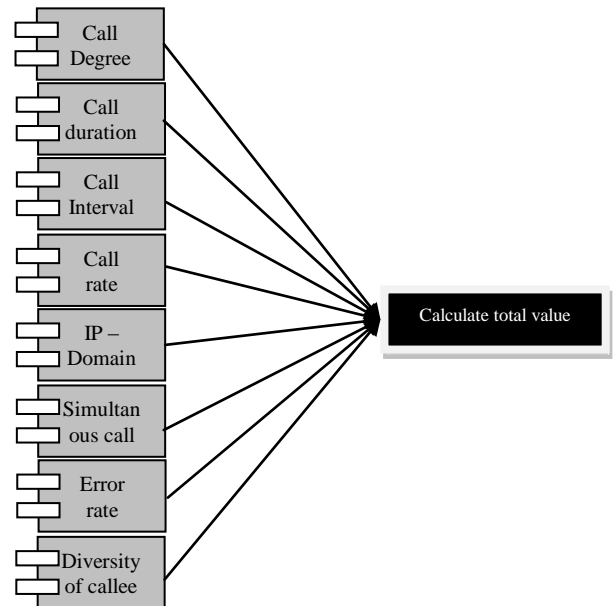 Call
Degree
Call
duration
Call
Interval
Call
rate
IP –
Domain
Simultan
ous call
Error
rate
Diversity
of callee
Calculate total value